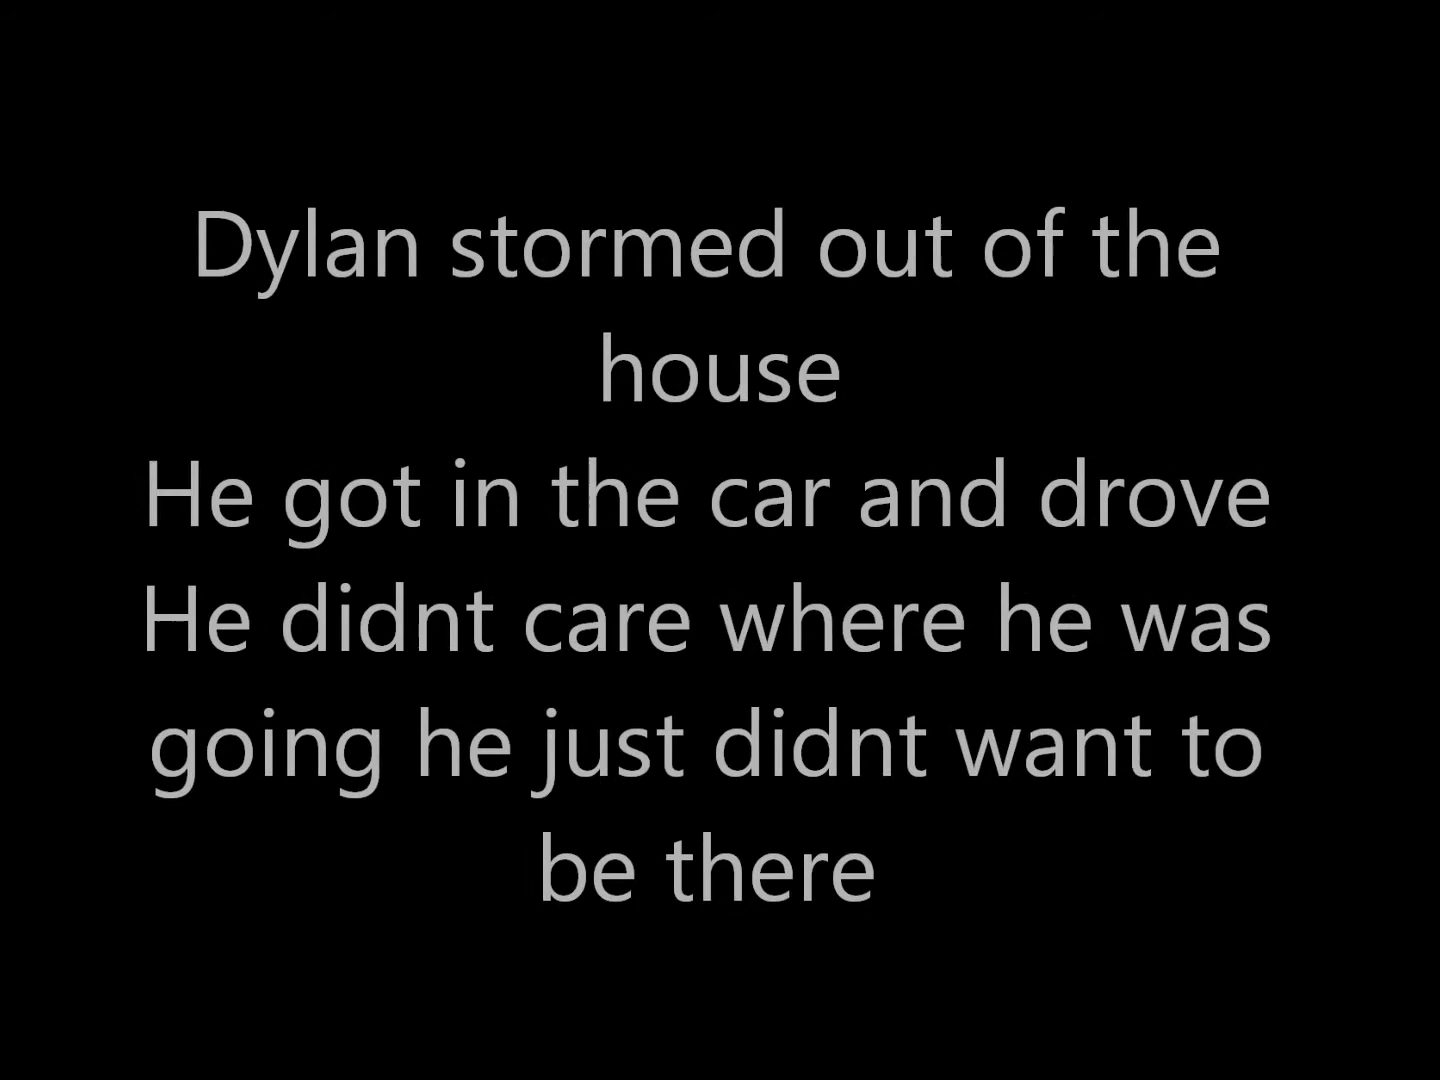 Dylan stormed out of the
house
He got in the car and drove
He didnt care where he was
going he just didnt want to
be there